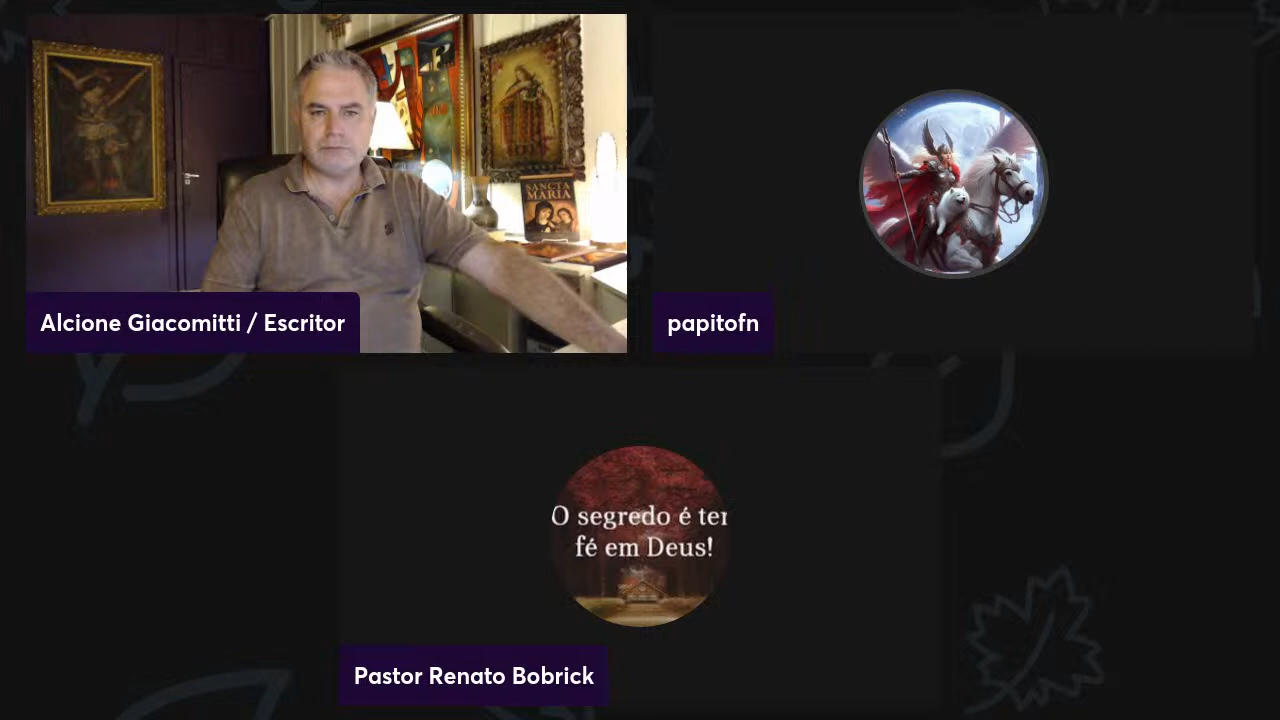 SANCTA
MARIA
Alcione Giacomitti / Escritor
papitofn
O segredo é ter
fé em Deus!
Pastor Renato Bobrick